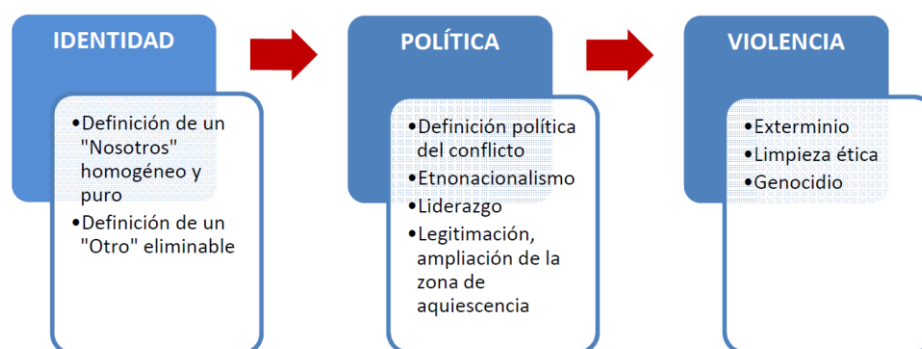 IDENTIDAD
•Definición de un
"Nosotros"
homogéneo y
puro
•Definición de un
"Otro" eliminable
POLÍTICA
•Definición política
del conflicto
•Etnonacionalismo
•Liderazgo
•Legitimación,
ampliación de la
zona de
aquiescencia
VIOLENCIA
•Exterminio
•Limpieza ética
•Genocidio